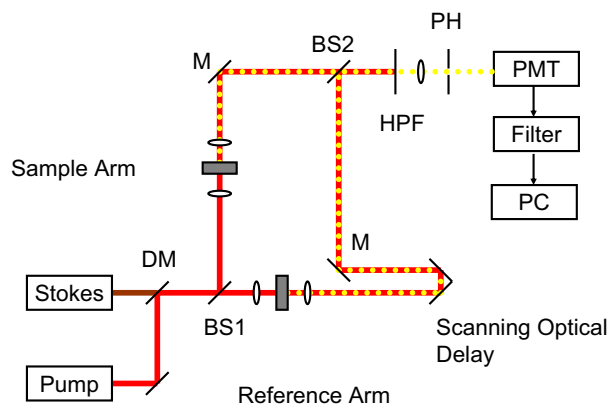 PH
BS2
M
PMT
HPF
Filter
Sample Arm
PC
M
DM
Stokes
BS1
Scanning Optical
Delay
Pump
Reference Arm